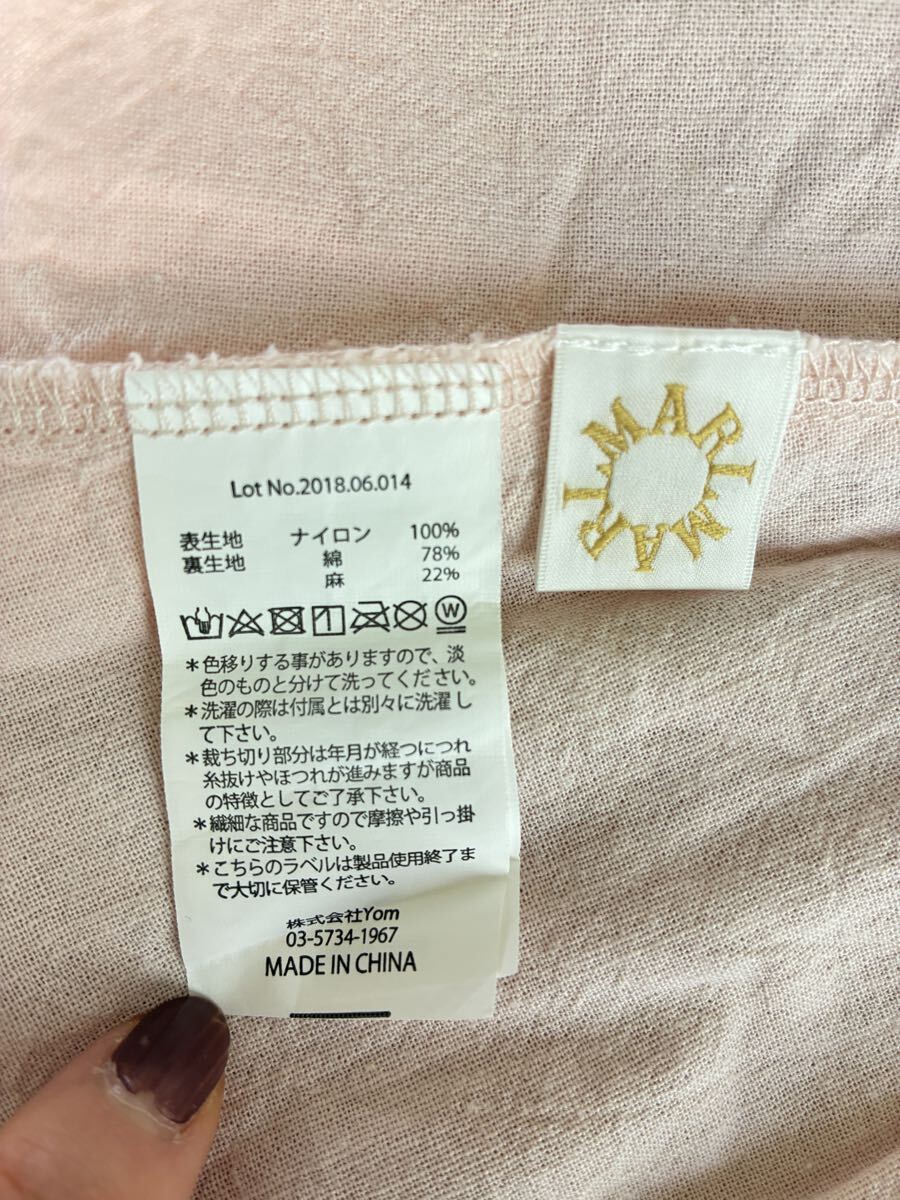 Lot No.2018.06.014
表生地 ナイロン 100%
裏生地 綿 78%
麻 22%
W
＊色移りする事がありますので、淡
色のものと分けて洗ってください。
＊洗濯の際は付属とは別々に洗濯し
て下さい。
＊裁ち切り部分は年月が経つにつれ
糸抜けやほつれが進みますが商品
の特徴としてご了承下さい。
＊繊細な商品ですので摩擦や引っ掛
けにご注意下さい。
＊こちらのラベルは製品使用終了ま
で大切に保管ください。
株式会社Yom
03-5734-1967
MADE IN CHINA
MARI MARI MARI